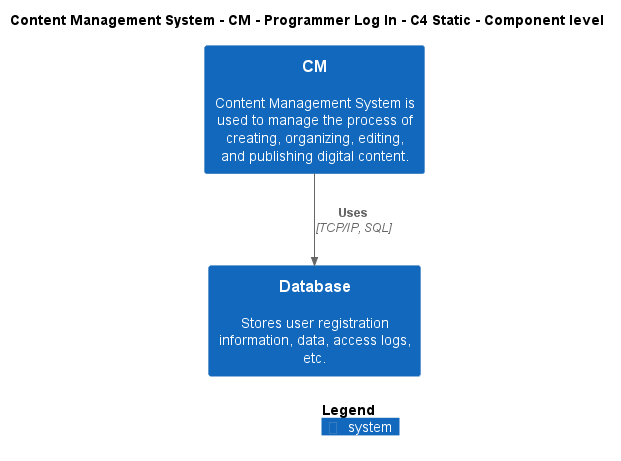 Content Management System - CM - Programmer Log In - C4 Static - Component level
CM
Content Management System is
used to manage the process of
creating, organizing, editing,
and publishing digital content.
Uses
[TCP/IP, SQL]
Database
Stores user registration
information, data, access logs,
etc.
Legend
system